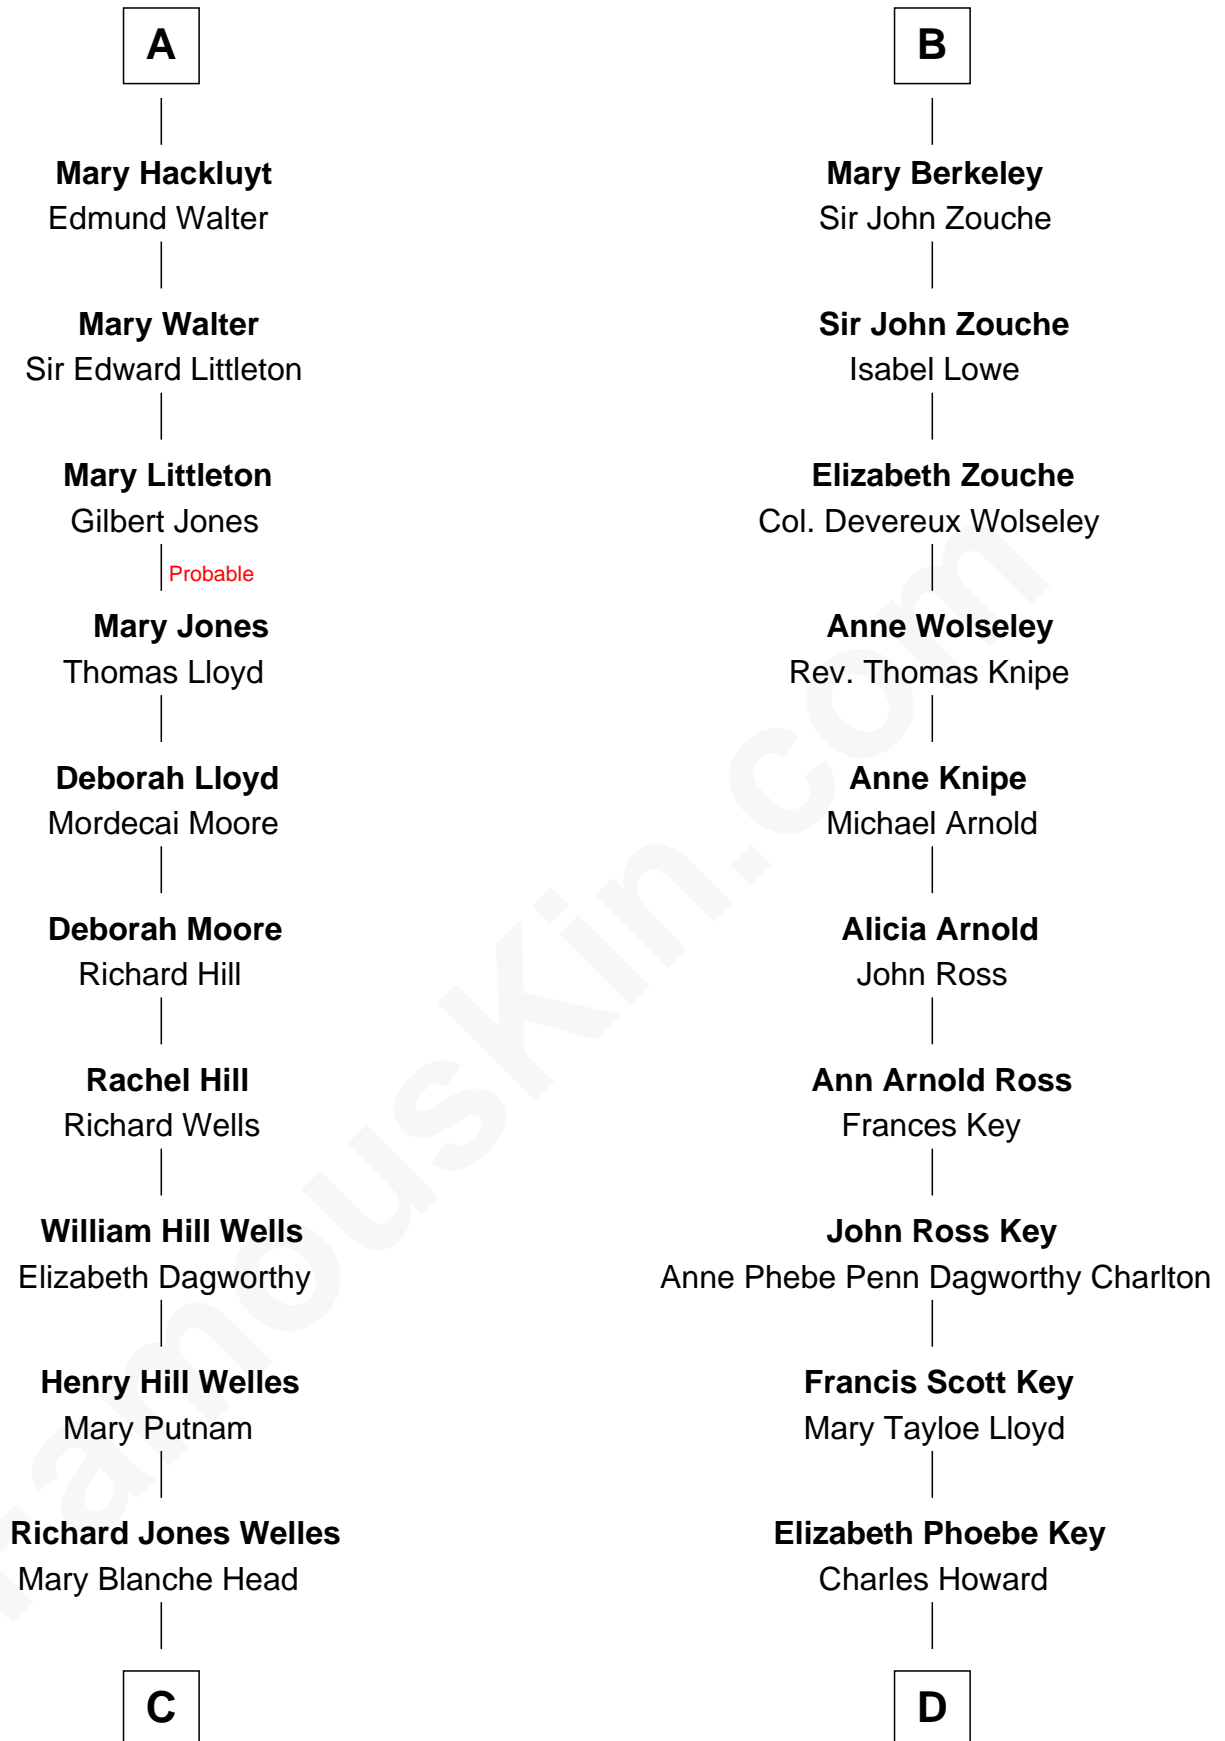 A
B
Mary Hackluyt
Edmund Walter
Mary Berkeley
Sir John Zouche
Mary Walter
Sir Edward Littleton
Sir John Zouche
Isabel Lowe
Mary Littleton
Gilbert Jones
Elizabeth Zouche
Col. Devereux Wolseley
Probable
Mary Jones
Thomas Lloyd
Anne Wolseley
Rev. Thomas Knipe
Deborah Lloyd
Mordecai Moore
Anne Knipe
Michael Arnold
Deborah Moore
Richard Hill
Alicia Arnold
John Ross
Rachel Hill
Richard Wells
Ann Arnold Ross
Frances Key
William Hill Wells
Elizabeth Dagworthy
John Ross Key
Anne Phebe Penn Dagworthy Charlton
Henry Hill Welles
Mary Putnam
Francis Scott Key
Mary Tayloe Lloyd
Richard Jones Welles
Mary Blanche Head
Elizabeth Phoebe Key
Charles Howard
C
D
FamousKin.com